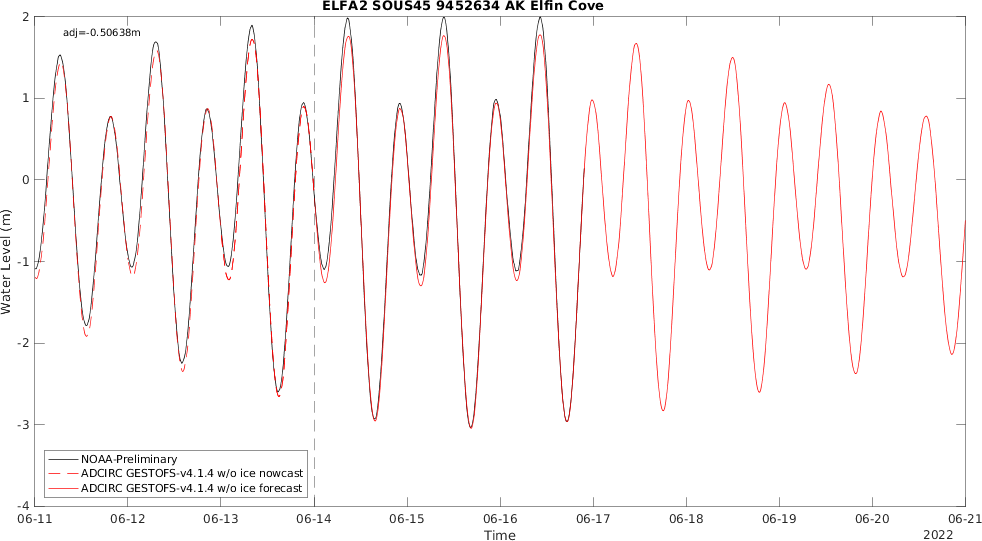 ELFA2 SOUS45 9452634 AK Elfin Cove
adj=-0.50638m
Water Level (m)
2
1
0
-1
-2
-3
-4
NOAA-Preliminary
ADCIRC GESTOFS-v4.1.4 w/o ice nowcast
ADCIRC GESTOFS-v4.1.4 w/o ice forecast
06-11 06-12 06-13 06-14 06-15 06-16 06-17 06-18 06-19 06-20 06-21
Time
2022